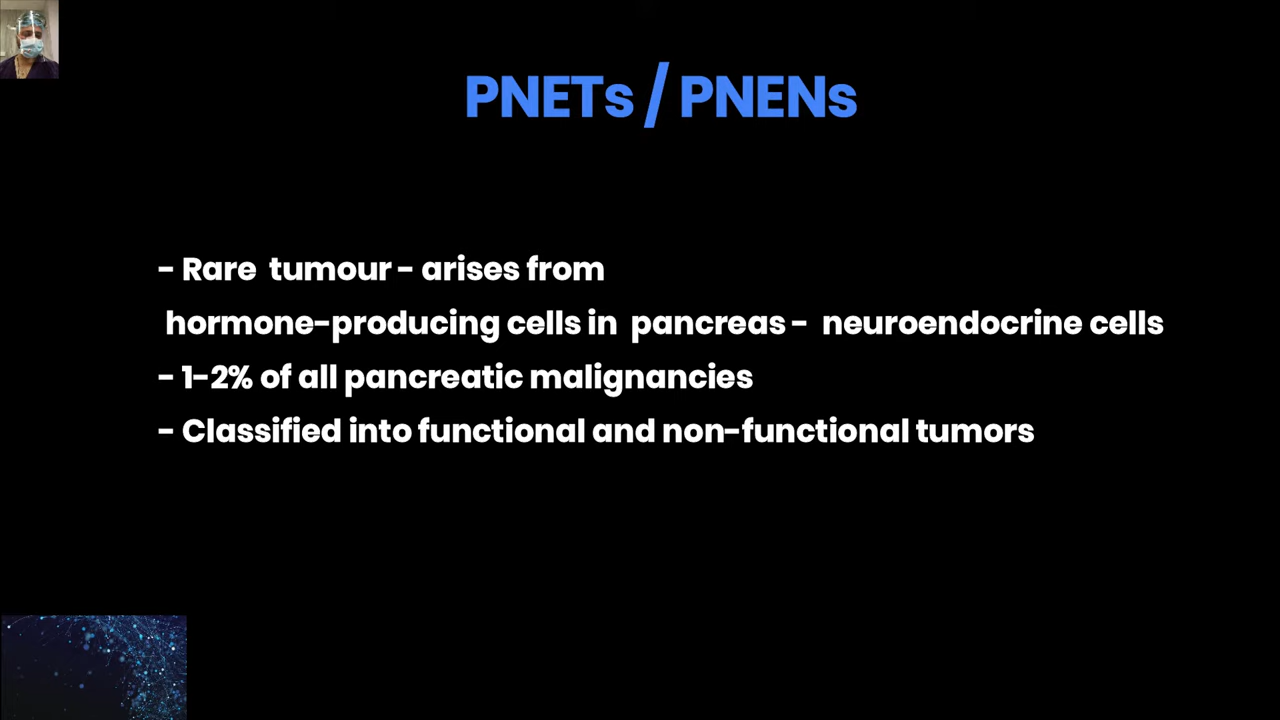 PNETs / PNENs
- Rare tumour - arises from
hormone-producing cells in pancreas - neuroendocrine cells
- 1-2% of all pancreatic malignancies
- Classified into functional and non-functional tumors